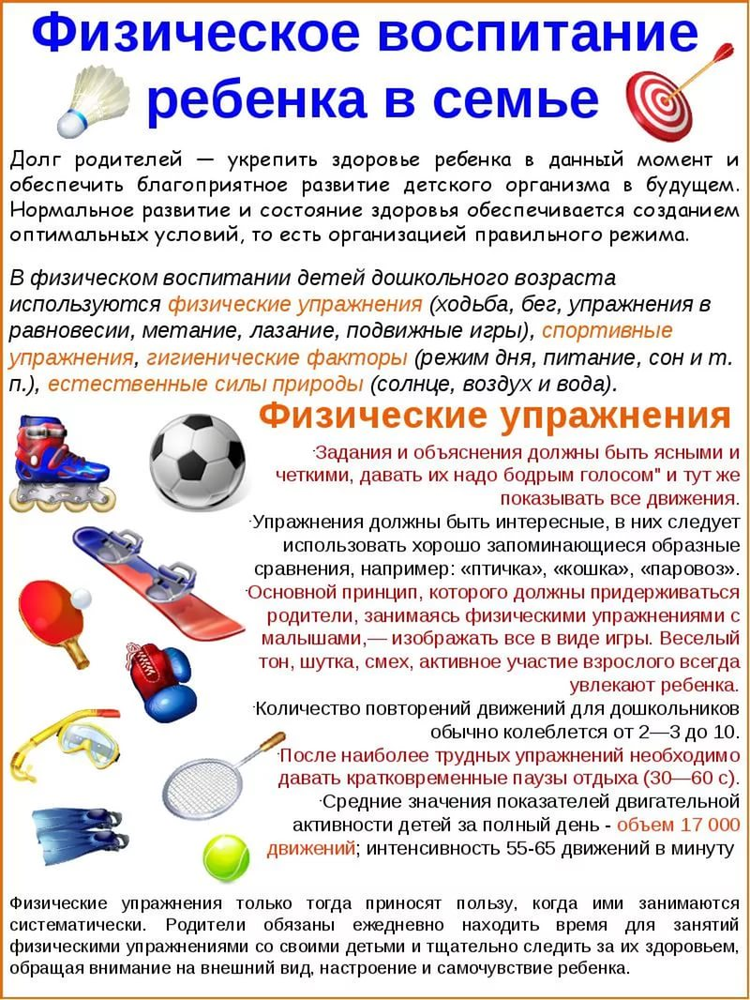 Физическое воспитание
ребенка в семье
Долг родителей — укрепить здоровье ребенка в данный момент и
обеспечить благоприятное развитие детского организма в будущем.
Нормальное развитие и состояние здоровья обеспечивается созданием
оптимальных условий, то есть организацией правильного режима.
В физическом воспитании детей дошкольного возраста
используются физические упражнения (ходьба, бег, упражнения в
равновесии, метание, лазание, подвижные игры), спортивные
упражнения, гигиенические факторы (режим дня, питание, сон и т.
п.), естественные силы природы (солнце, воздух и вода).
Физические упражнения
·Задания и объяснения должны быть ясными и
четкими, давать их надо бодрым голосом" и тут же
показывать все движения.
·Упражнения должны быть интересные, в них следует
использовать хорошо запоминающиеся образные
сравнения, например: «птичка», «кошка», «паровоз».
·Основной принцип, которого должны придерживаться
родители, занимаясь физическими упражнениями с
малышами,— изображать все в виде игры. Веселый
тон, шутка, смех, активное участие взрослого всегда
увлекают ребенка.
·Количество повторений движений для дошкольников
обычно колеблется от 2—3 до 10.
·После наиболее трудных упражнений необходимо
давать кратковременные паузы отдыха (30—60 с).
·Средние значения показателей двигательной
активности детей за полный день - объем 17 000
движений; интенсивность 55-65 движений в минуту
Физические упражнения только тогда приносят пользу, когда ими занимаются
систематически. Родители обязаны ежедневно находить время для занятий
физическими упражнениями со своими детьми и тщательно следить за их здоровьем,
обращая внимание на внешний вид, настроение и самочувствие ребенка.